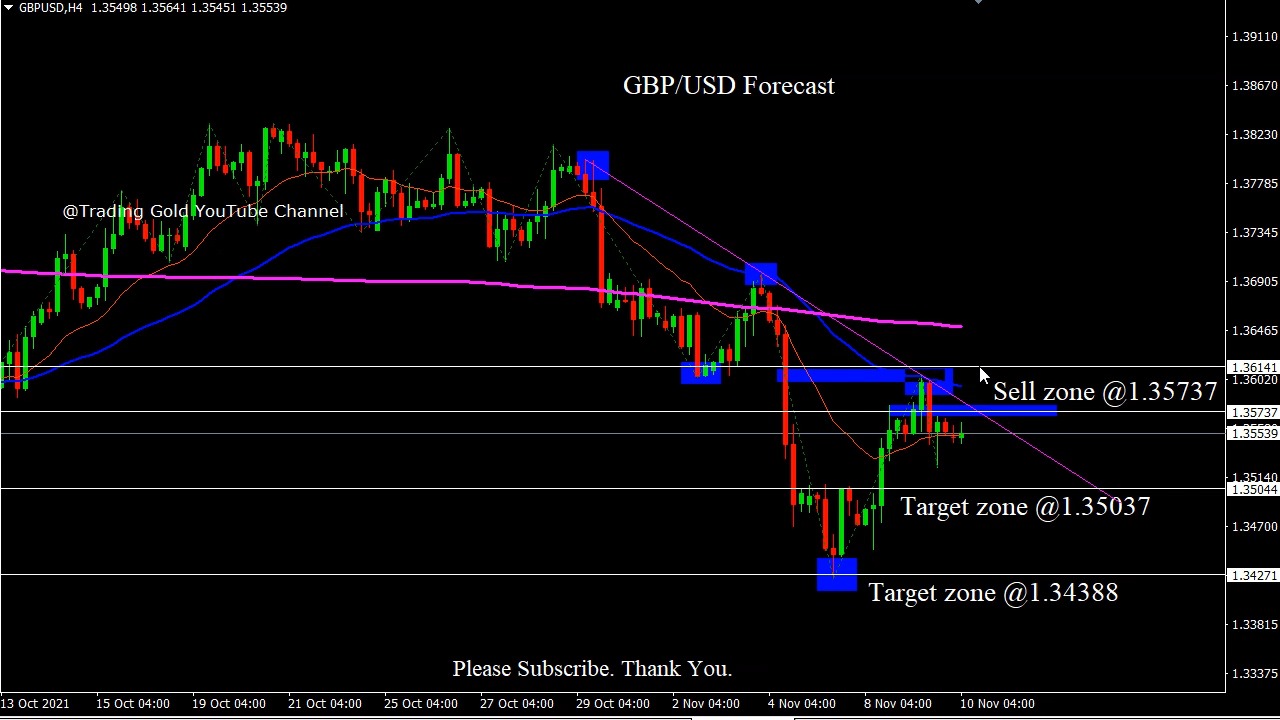 GBPUSD,H4 1.35498 1.35641 1.35451 1.35539
1.39110
GBP/USD Forecast
1.38670
1.38230
1.37785
@Trading Gold YouTube Channel
1.37345
1.36905
1.36465
1.36141
1.36020
Sell zone @1.35737
1.35737
1.35539
1.35140
1.35044
Target zone @1.35037
1.34700
1.34271
Target zone @1.34388
1.33815
Please Subscribe. Thank You.
1.33375
13 Oct 2021 15 Oct 04:00 19 Oct 04:00 21 Oct 04:00 25 Oct 04:00 27 Oct 04:00 29 Oct 04:00 2 Nov 04:00 4 Nov 04:00 8 Nov 04:00 10 Nov 04:00